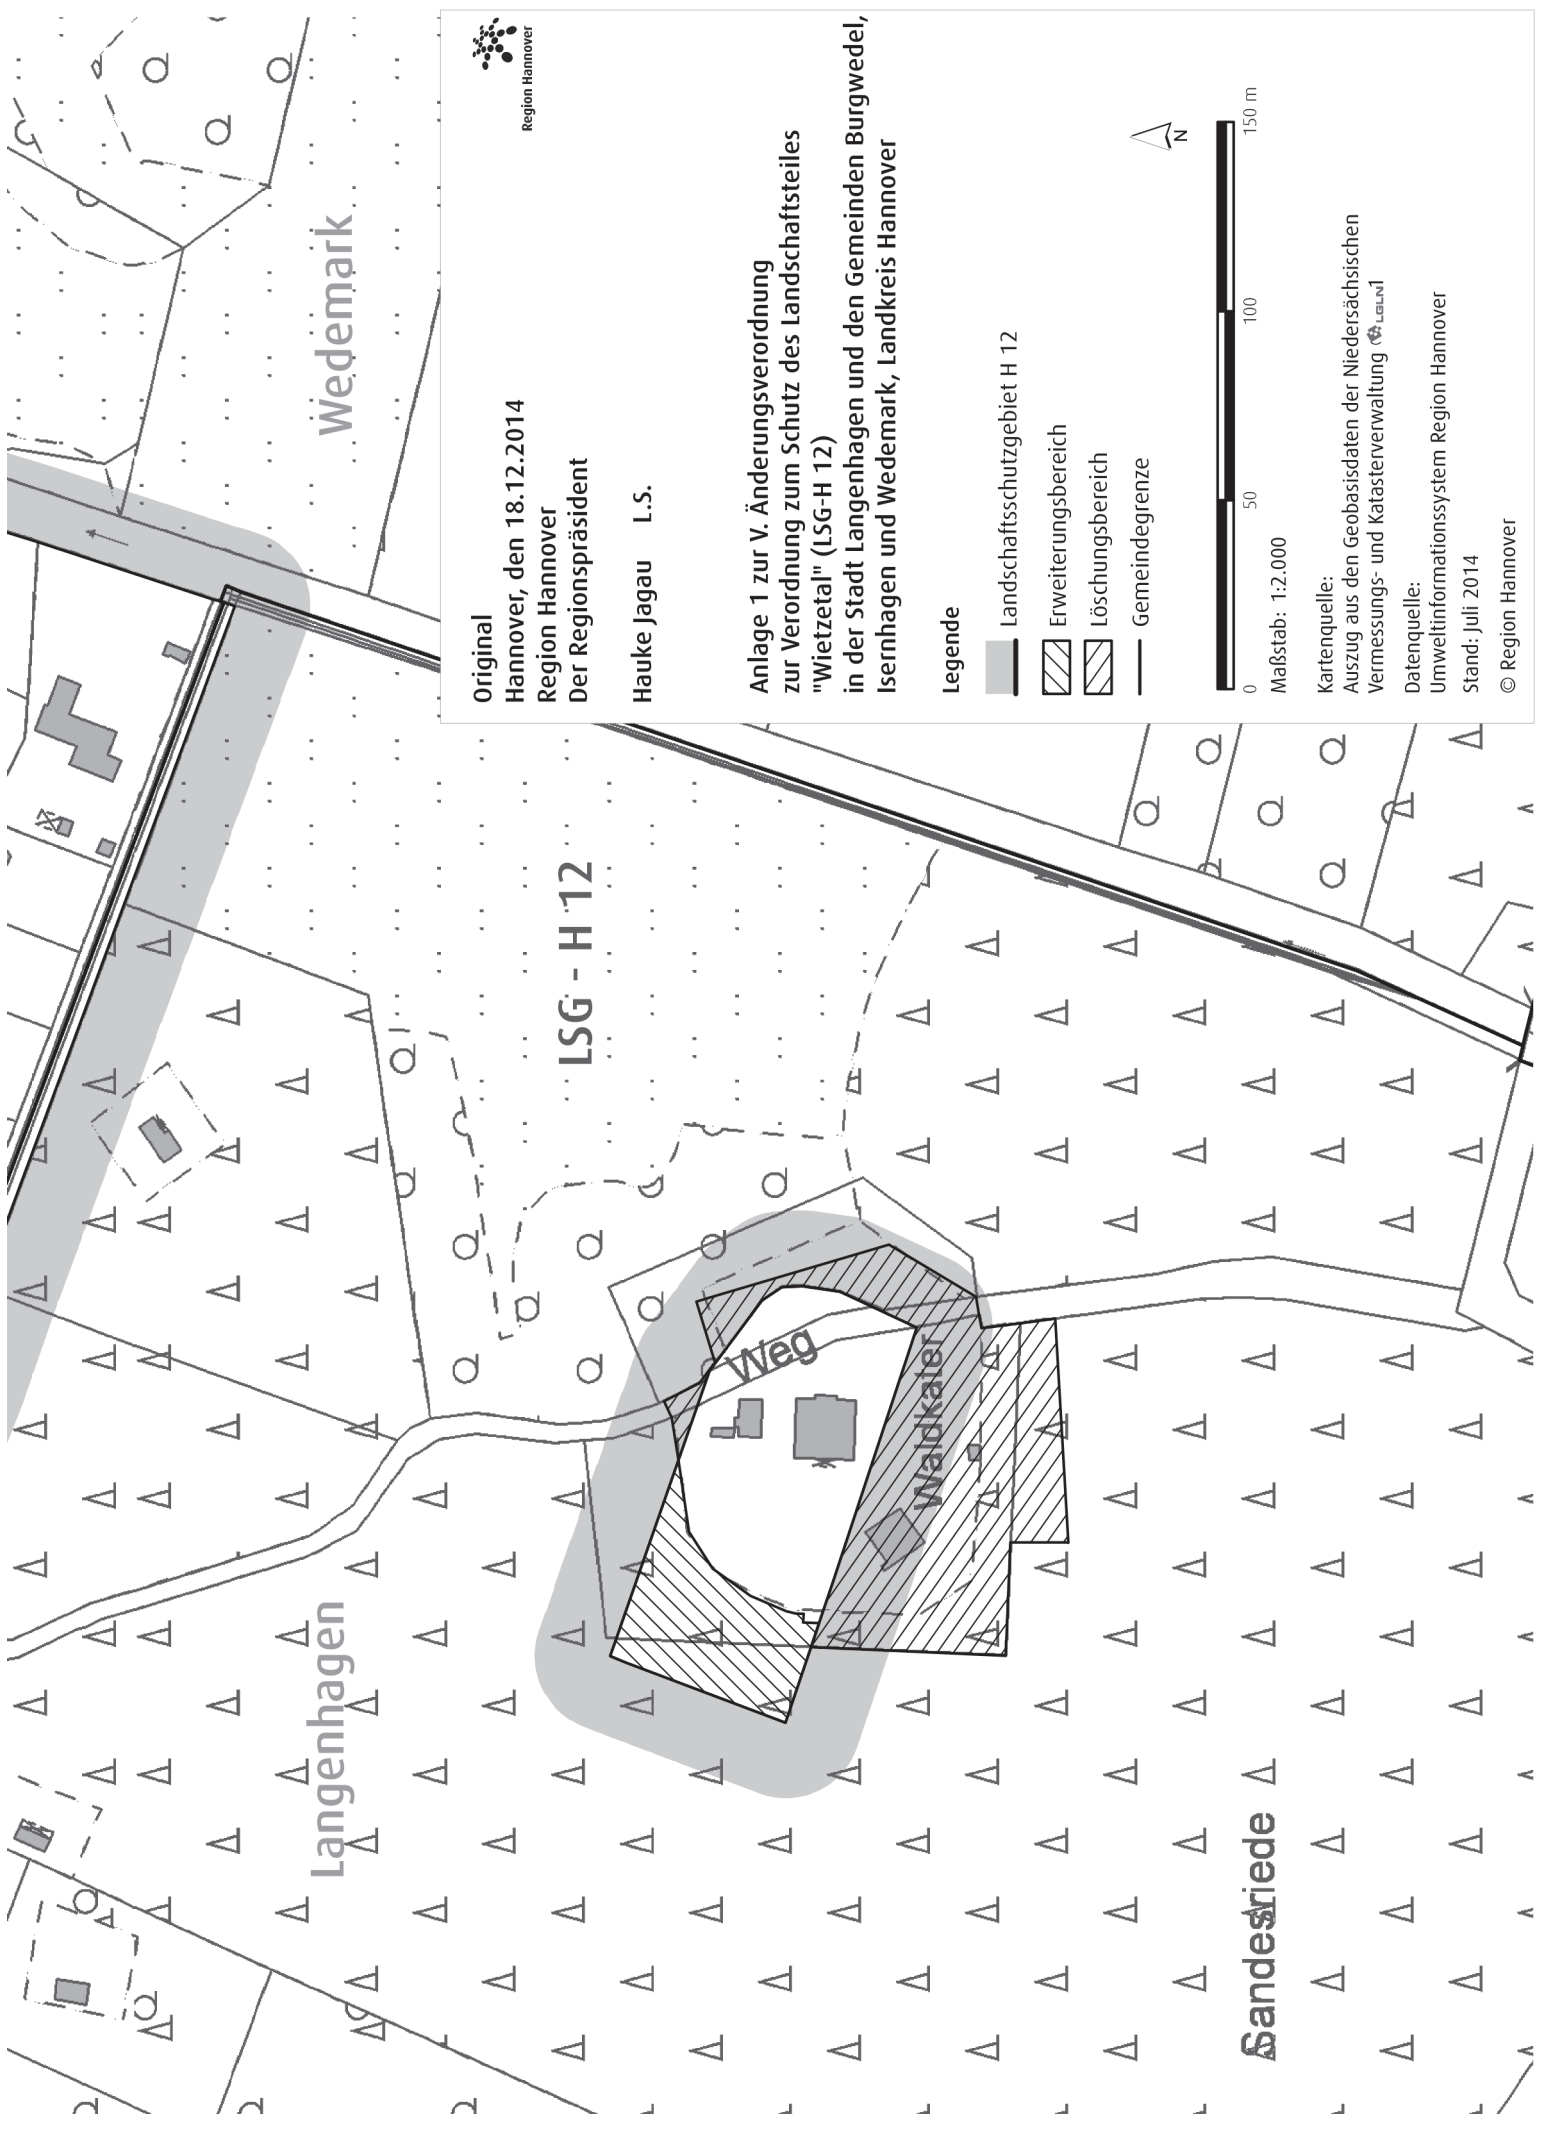 Region Hannover
Original
Hannover, den 18.12.2014
Region Hannover
Der Regionspräsident
Hauke Jagau L.S.
Anlage 1 zur V. Änderungsverordnung
zur Verordnung zum Schutz des Landschaftsteiles
"Wietzetal" (LSG-H 12)
in der Stadt Langenhagen und den Gemeinden Burgwedel,
Isernhagen und Wedemark, Landkreis Hannover
Legende
Landschaftsschutzgebiet H 12
Erweiterungsbereich
Löschungsbereich
Gemeindegrenze
N
0 50 100 150 m
Maßstab: 1:2.000
Kartenquelle:
Auszug aus den Geobasisdaten der Niedersächsischen
Vermessungs- und Katasterverwaltung LGLN
Datenquelle:
Umweltinformationssystem Region Hannover
Stand: Juli 2014
© Region Hannover
Wedemark
Langenhagen
LSG - H 12
Weg
Waldkater
Sandesriede